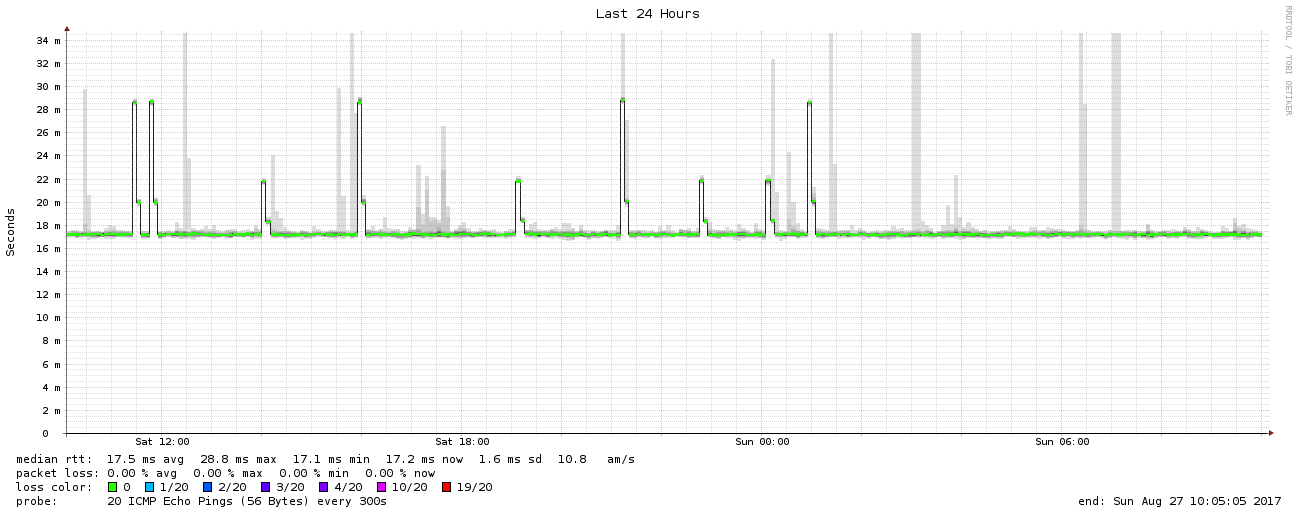 Last 24 Hours
RRDTOOL / TOBI OETIKER
Seconds
34 m
32 m
30 m
28 m
26 m
24 m
22 m
20 m
18 m
16 m
14 m
12 m
10 m
8 m
6 m
4 m
2 m
0
Sat 12:00 Sat 18:00 Sun 00:00 Sun 06:00
median rtt: 17.5 ms avg 28.8 ms max 17.1 ms min 17.2 ms now 1.6 ms sd 10.8 am/s
packet loss: 0.00 % avg 0.00 % max 0.00 % min 0.00 % now
loss color: 0 1/20 2/20 3/20 4/20 10/20 19/20
probe: 20 ICMP Echo Pings (56 Bytes) every 300s end: Sun Aug 27 10:05:05 2017